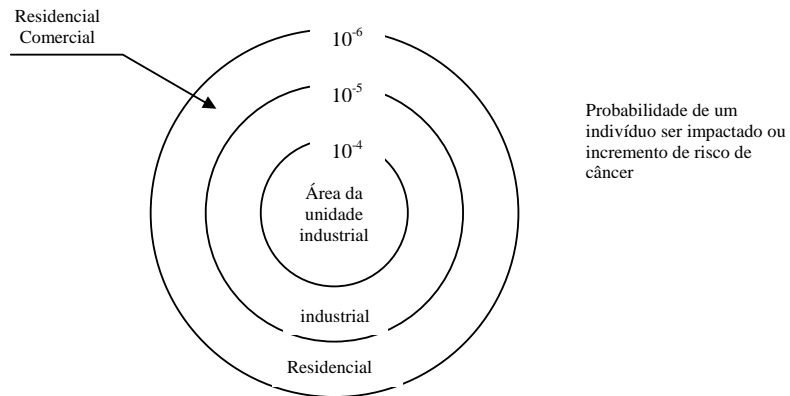 Residencial
Comercial
10⁻⁶
10⁻⁵
10⁻⁴
Área da
unidade
industrial
industrial
Residencial
Probabilidade de um
indivíduo ser impactado ou
incremento de risco de
câncer